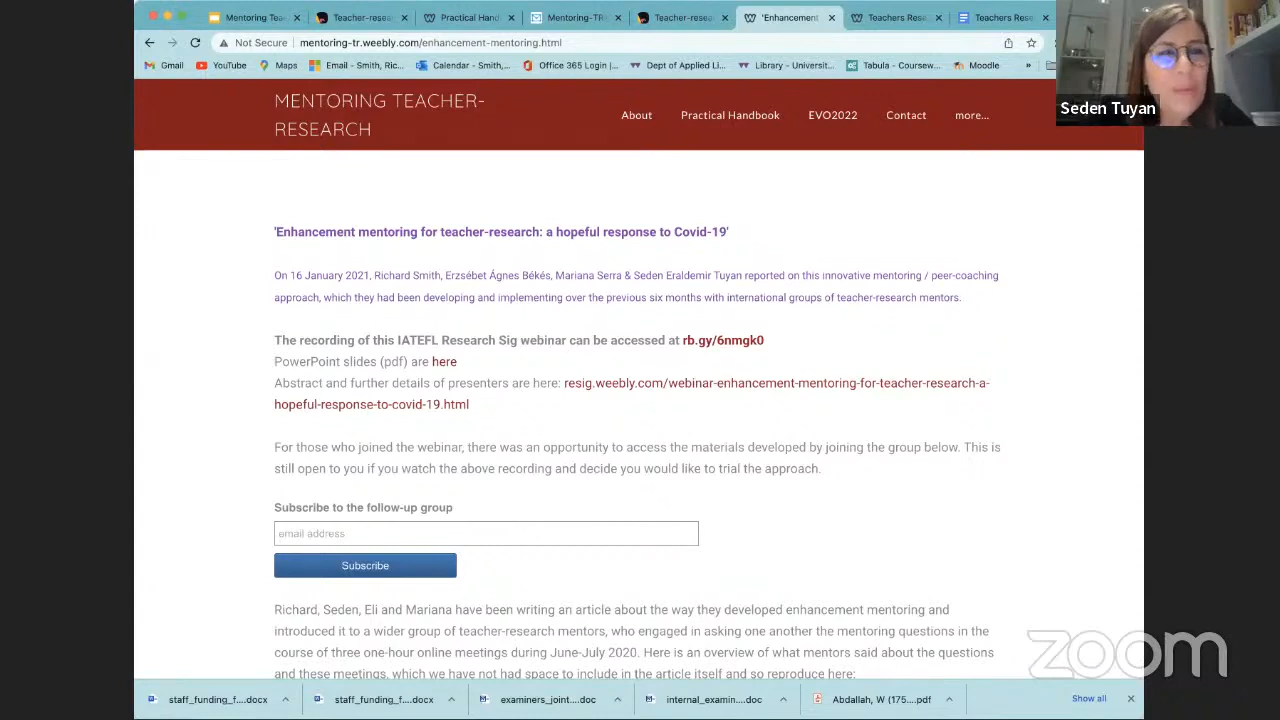 Mentoring Teac
Teacher-resear
Practical Hand
Mentoring-TR
Teacher-resear
'Enhancement
Teachers Rese
Teachers Rese
Not Secure
mentoring-tr.weebly.com/enhancement-mentoring.html
Gmail
YouTube
Maps
Email - Smith, Ric...
Calendar - Smith,...
Office 365 Login |...
Dept of Applied Li...
Library - Universit...
Tabula - Coursew...
Moodle
Seden Tuyan
MENTORING TEACHER-
RESEARCH
About
Practical Handbook
EVO2022
Contact
more...
'Enhancement mentoring for teacher-research: a hopeful response to Covid-19'
On 16 January 2021, Richard Smith, Erzsébet Ágnes Békés, Mariana Serra & Seden Eraldemir Tuyan reported on this innovative mentoring / peer-coaching
approach, which they had been developing and implementing over the previous six months with international groups of teacher-research mentors.
The recording of this IATEFL Research Sig webinar can be accessed at rb.gy/6nmgk0
PowerPoint slides (pdf) are here
Abstract and further details of presenters are here: resig.weebly.com/webinar-enhancement-mentoring-for-teacher-research-a-
hopeful-response-to-covid-19.html
For those who joined the webinar, there was an opportunity to access the materials developed by joining the group below. This is
still open to you if you watch the above recording and decide you would like to trial the approach.
Subscribe to the follow-up group
email address
Subscribe
Richard, Seden, Eli and Mariana have been writing an article about the way they developed enhancement mentoring and
introduced it to a wider group of teacher-research mentors, who engaged in asking one another the mentoring questions in the
course of three one-hour online meetings during June-July 2020. Here is an overview of what mentors said about the questions
and these meetings, which we have not had space to include in the article itself and so reproduce here:
zoom
staff_funding_f....docx
staff_funding_f....docx
examiners_joint....doc
internal_examin....doc
Abdallah, W (175....pdf
Show all